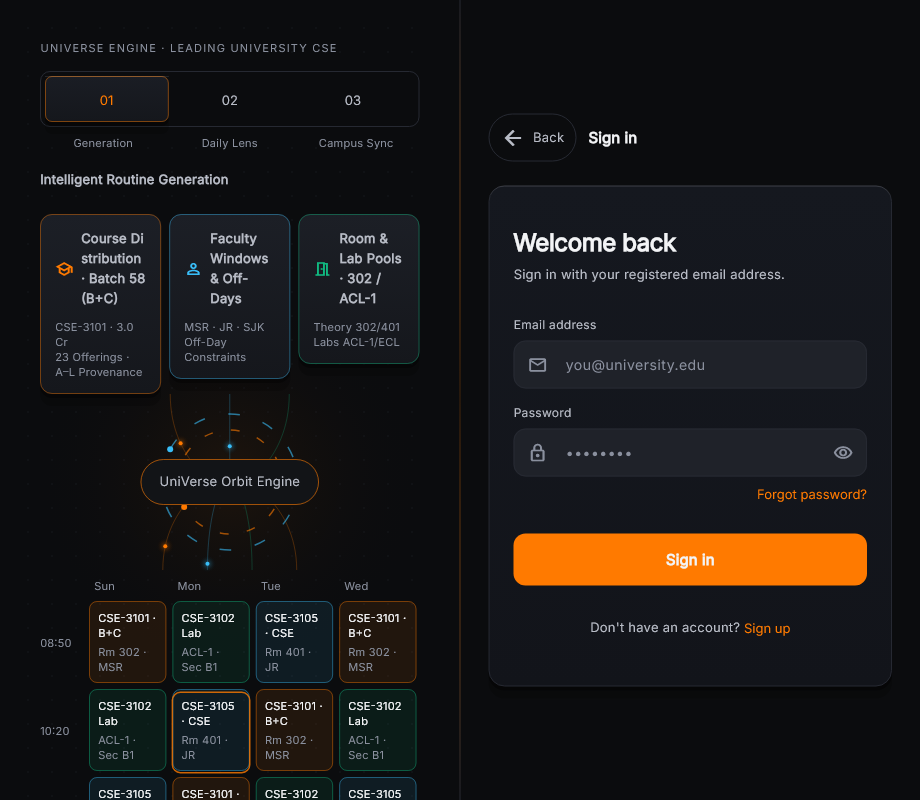 UNIVERSE ENGINE · LEADING UNIVERSITY CSE
01
02
03
Generation
Daily Lens
Campus Sync
Intelligent Routine Generation
Course Di
stribution
· Batch 58
(B+C)
CSE-3101 · 3.0
Cr
23 Offerings ·
A–L Provenance
Faculty
Windows
& Off-
Days
MSR · JR · SJK
Off-Day
Constraints
Room &
Lab Pools
· 302 /
ACL-1
Theory 302/401
Labs ACL-1/ECL
UniVerse Orbit Engine
Sun
Mon
Tue
Wed
08:50
CSE-3101 ·
B+C
Rm 302 ·
MSR
CSE-3102
Lab
ACL-1 ·
Sec B1
CSE-3105
· CSE
Rm 401 ·
JR
CSE-3101 ·
B+C
Rm 302 ·
MSR
10:20
CSE-3102
Lab
ACL-1 ·
Sec B1
CSE-3105
· CSE
Rm 401 ·
JR
CSE-3101 ·
B+C
Rm 302 ·
MSR
CSE-3102
Lab
ACL-1 ·
Sec B1
CSE-3105
CSE-3101 ·
CSE-3102
CSE-3105
Back
Sign in
Welcome back
Sign in with your registered email address.
Email address
you@university.edu
Password
••••••••
Forgot password?
Sign in
Don't have an account? Sign up